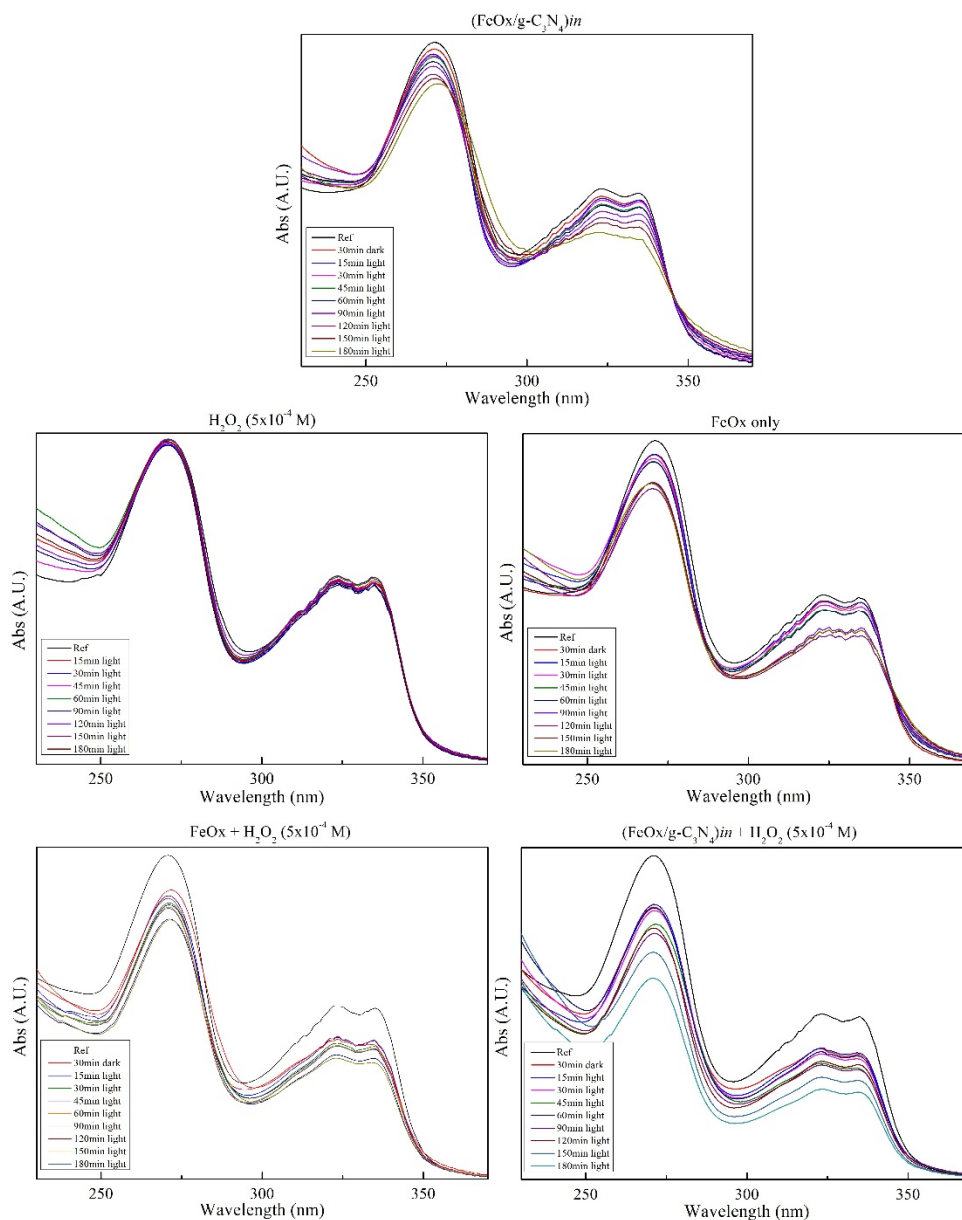 (FeOx/g-C₃N₄)in
Abs (A.U.)
Ref
30min dark
15min light
30min light
45min light
60min light
90min light
120min light
150min light
180min light
250 300 350
Wavelength (nm)
H₂O₂ (5x10⁻⁴ M)
Abs (A.U.)
Ref
15min light
30min light
45min light
60min light
90min light
120min light
150min light
180min light
250 300 350
Wavelength (nm)
FeOx only
Abs (A.U.)
Ref
30min dark
15min light
30min light
45min light
60min light
90min light
120min light
150min light
180min light
250 300 350
Wavelength (nm)
FeOx + H₂O₂ (5x10⁻⁴ M)
Abs (A.U.)
Ref
30min dark
15min light
30min light
45min light
60min light
90min light
120min light
150min light
180min light
250 300 350
Wavelength (nm)
(FeOx/g-C₃N₄)in + H₂O₂ (5x10⁻⁴ M)
Abs (A.U.)
Ref
30min dark
15min light
30min light
45min light
60min light
90min light
120min light
150min light
180min light
250 300 350
Wavelength (nm)